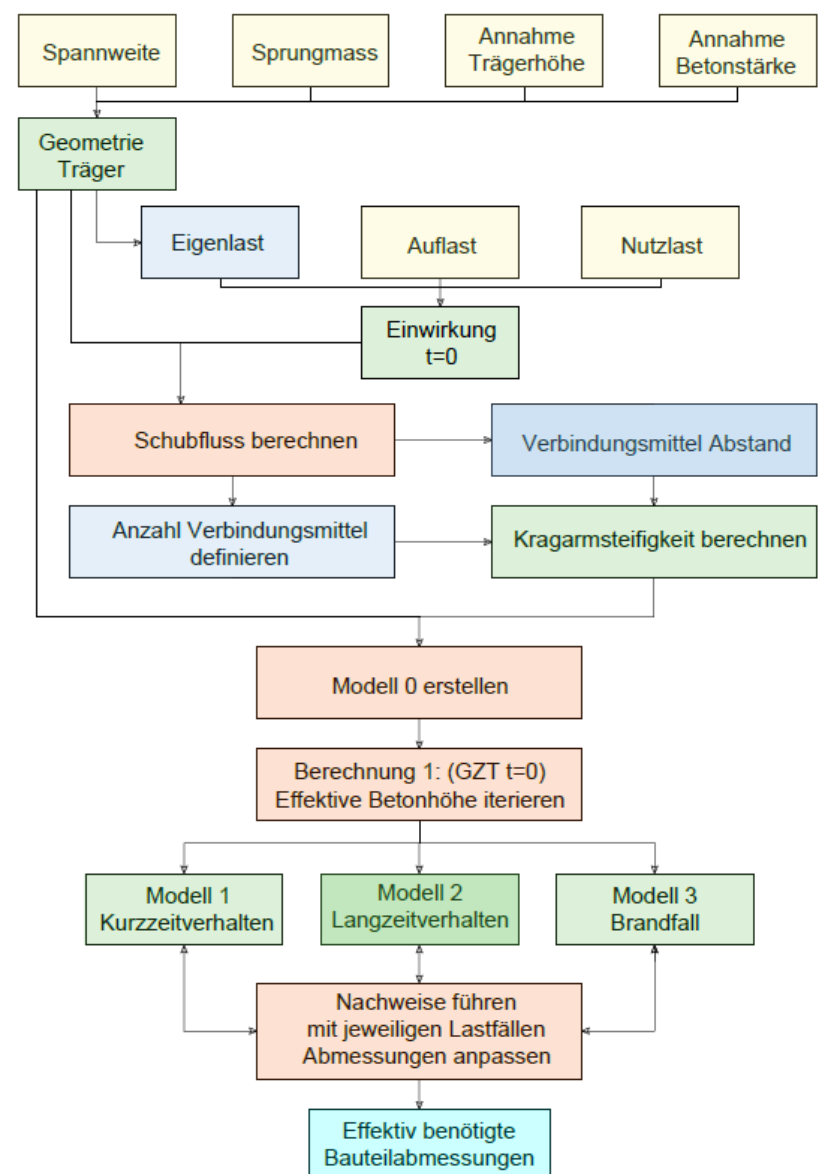 Spannweite
Sprungmass
Annahme
Trägerhöhe
Annahme
Betonstärke
Geometrie
Träger
Eigenlast
Auflast
Nutzlast
Einwirkung
t=0
Schubfluss berechnen
Verbindungsmittel Abstand
Anzahl Verbindungsmittel
definieren
Kragarmsteifigkeit berechnen
Modell 0 erstellen
Berechnung 1: (GZT t=0)
Effektive Betonhöhe iterieren
Modell 1
Kurzzeitverhalten
Modell 2
Langzeitverhalten
Modell 3
Brandfall
Nachweise führen
mit jeweiligen Lastfällen
Abmessungen anpassen
Effektiv benötigte
Bauteilabmessungen